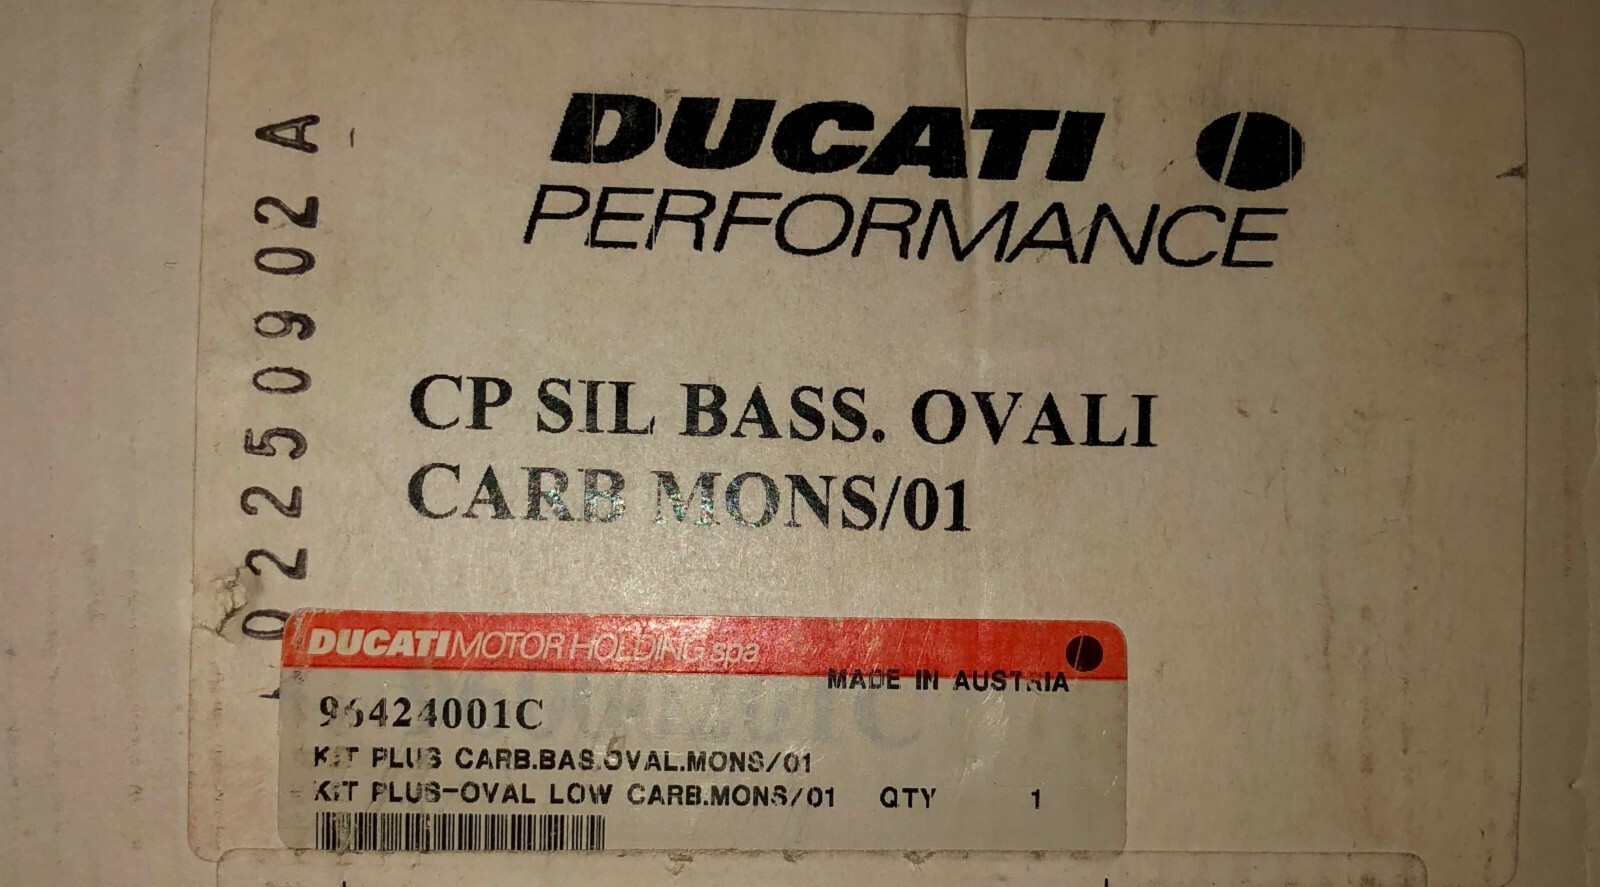 DUCATI
PERFORMANCE
CP SIL BASS. OVALI
CARB MONS/01
02250902 A
DUCATI MOTOR HOLDING spa
MADE IN AUSTRIA
96424001C
KIT PLUS CARB.BAS.OVAL.MONS/01
KIT PLUS-OVAL LOW CARB.MONS/01 QTY 1